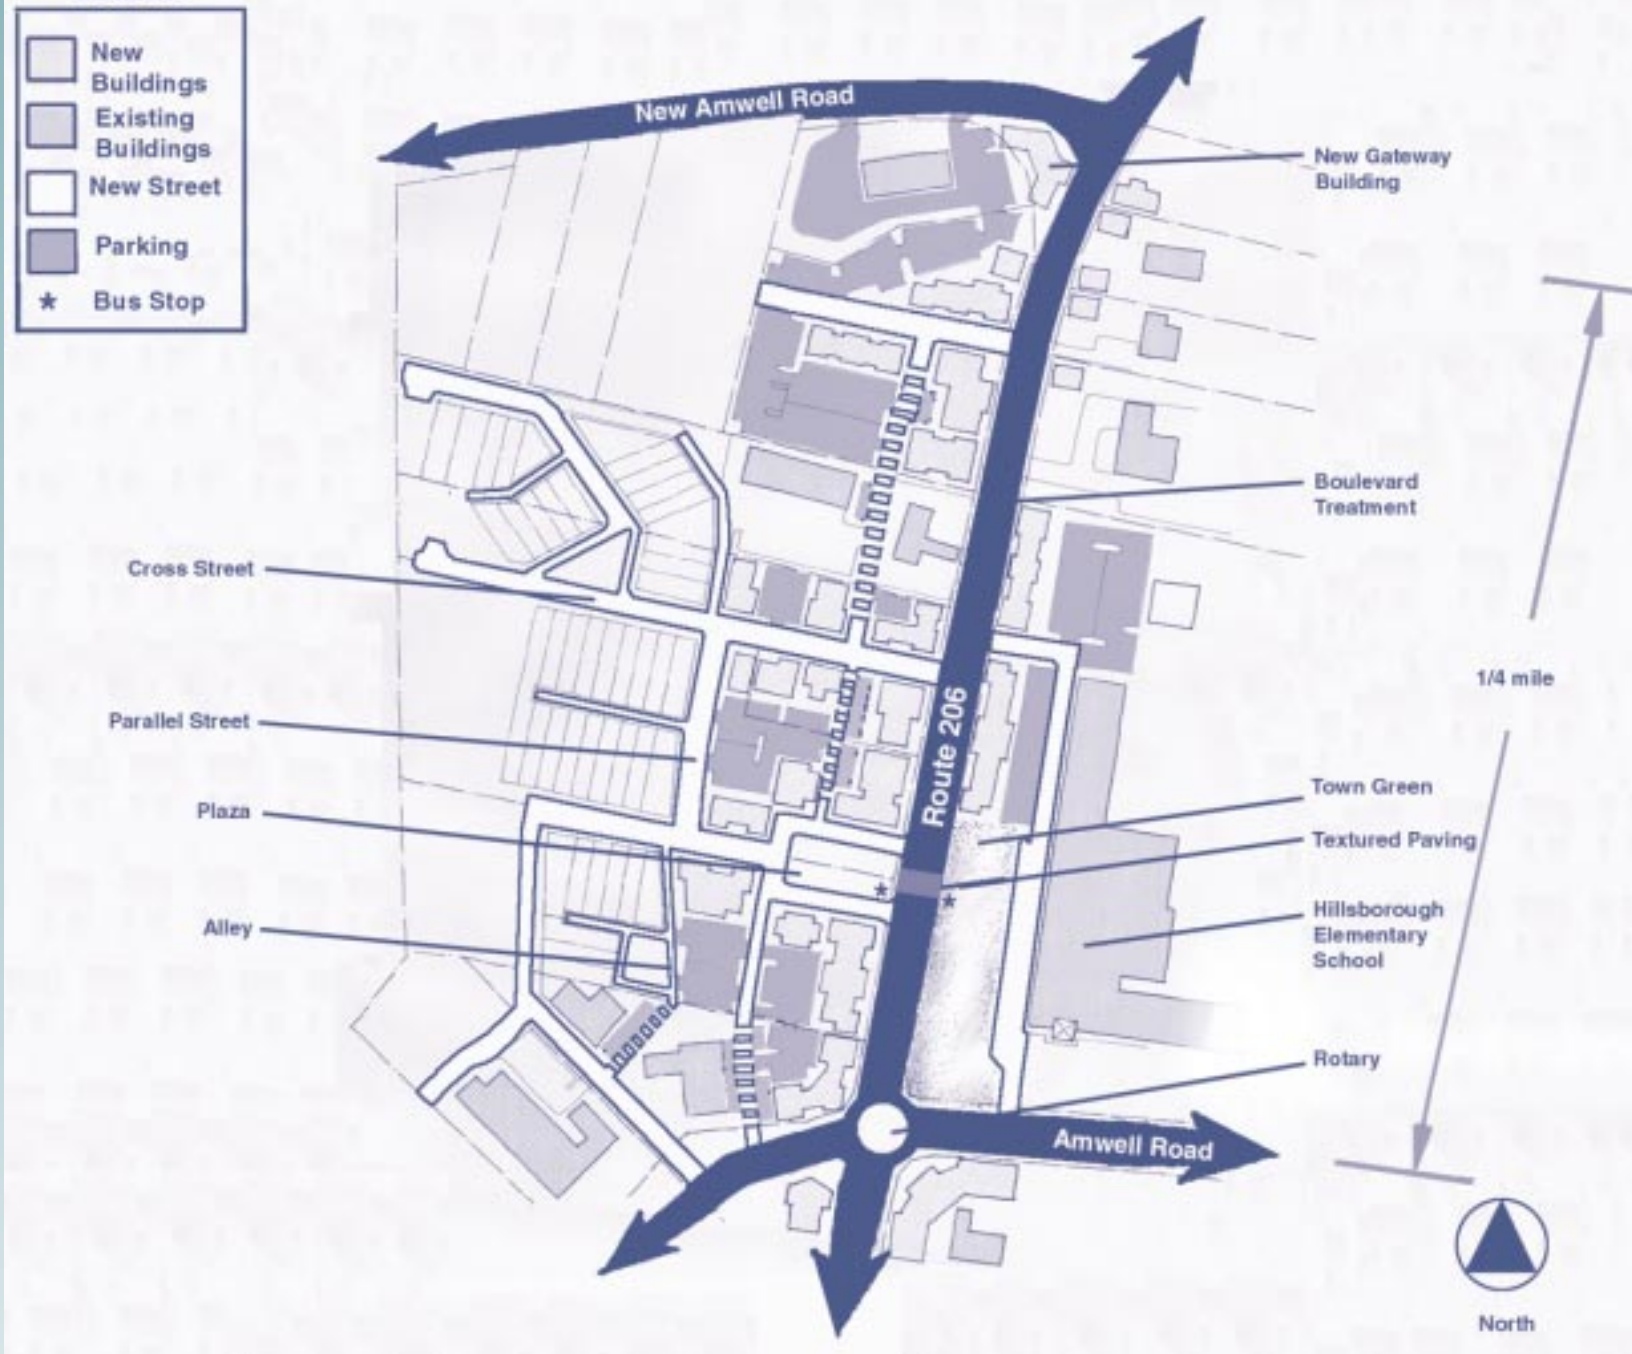 New
Buildings
Existing
Buildings
New Street
Parking
* Bus Stop
New Amwell Road
New Gateway
Building
Boulevard
Treatment
Cross Street
1/4 mile
Parallel Street
Route 206
Town Green
Plaza
Textured Paving
Hillsborough
Elementary
School
Alley
*
*
Rotary
Amwell Road
North